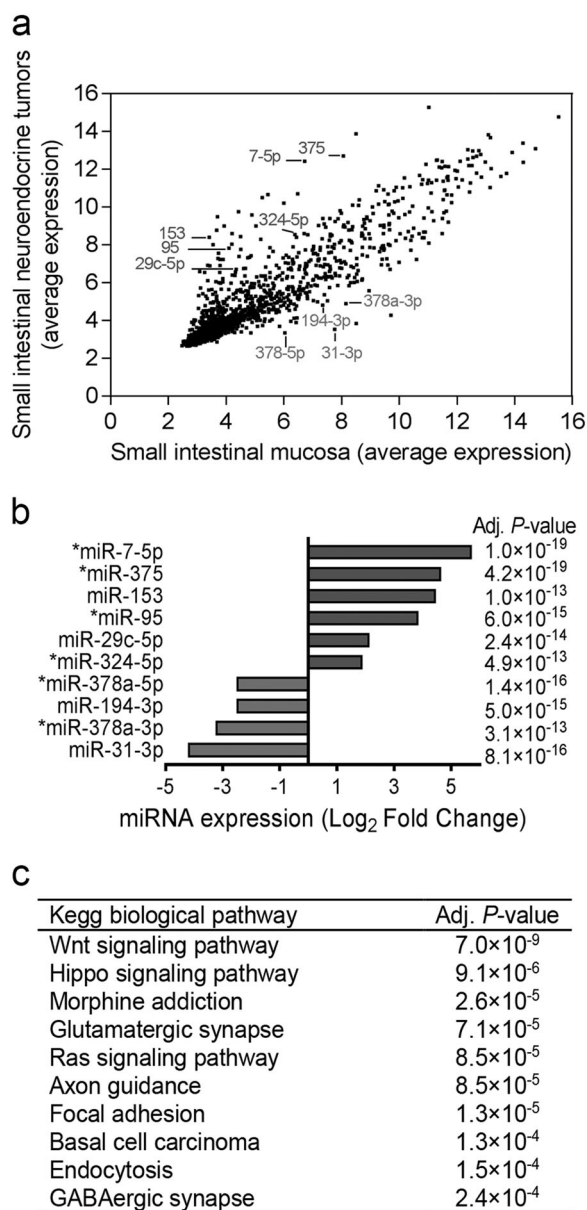 a
Small intestinal neuroendocrine tumors
(average expression)
16
14
12
10
8
6
4
2
0
7-5p
375
324-5p
153
95
29c-5p
378a-3p
194-3p
378-5p
31-3p
0 2 4 6 8 10 12 14 16
Small intestinal mucosa (average expression)
b
Adj. P-value
*miR-7-5p 1.0×10⁻¹⁹
*miR-375 4.2×10⁻¹⁹
miR-153 1.0×10⁻¹³
*miR-95 6.0×10⁻¹⁵
miR-29c-5p 2.4×10⁻¹⁴
*miR-324-5p 4.9×10⁻¹³
*miR-378a-5p 1.4×10⁻¹⁶
miR-194-3p 5.0×10⁻¹⁵
*miR-378a-3p 3.1×10⁻¹³
miR-31-3p 8.1×10⁻¹⁶
-5 -3 -1 1 3 5
miRNA expression (Log₂ Fold Change)
c
Kegg biological pathway Adj. P-value
Wnt signaling pathway 7.0×10⁻⁹
Hippo signaling pathway 9.1×10⁻⁶
Morphine addiction 2.6×10⁻⁵
Glutamatergic synapse 7.1×10⁻⁵
Ras signaling pathway 8.5×10⁻⁵
Axon guidance 8.5×10⁻⁵
Focal adhesion 1.3×10⁻⁵
Basal cell carcinoma 1.3×10⁻⁴
Endocytosis 1.5×10⁻⁴
GABAergic synapse 2.4×10⁻⁴